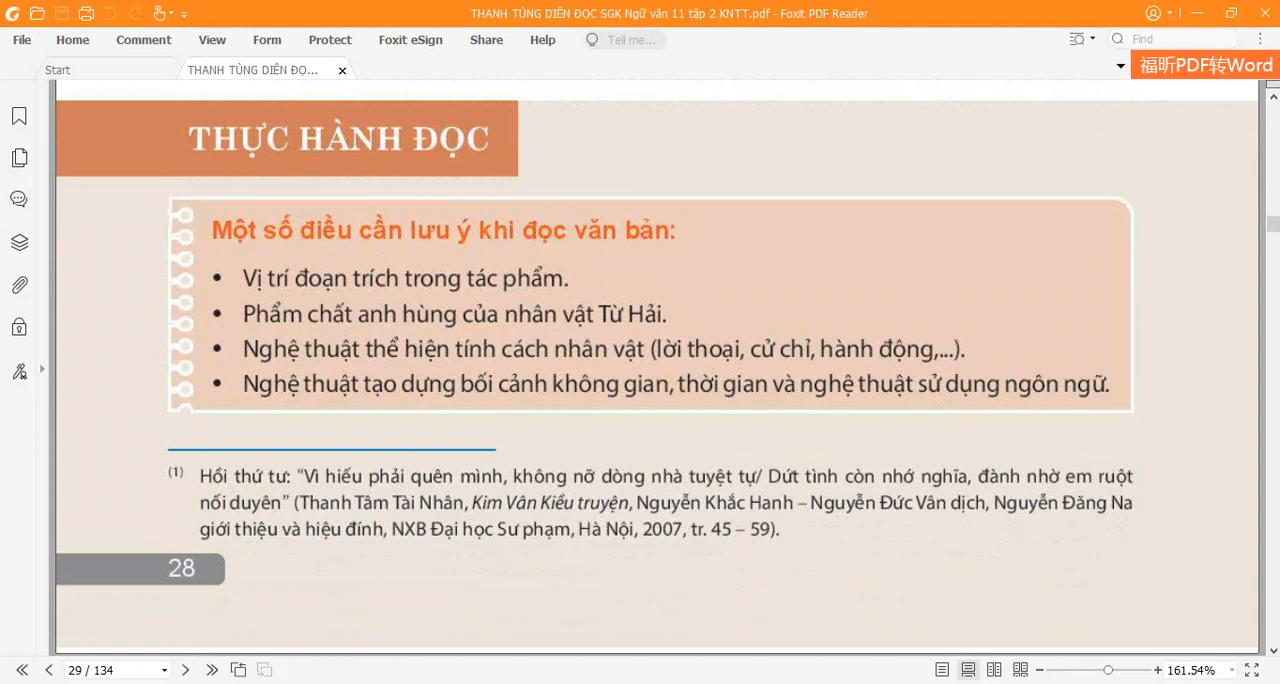 THANH TÙNG DIÊN ĐỌC SGK Ngữ văn 11 tập 2 KNTT.pdf - Foxit PDF Reader
File Home Comment View Form Protect Foxit eSign Share Help Tell me... Find
Start THANH TÙNG DIÊN ĐỌ... 福昕PDF转Word
THỰC HÀNH ĐỌC
Một số điều cần lưu ý khi đọc văn bản:
• Vị trí đoạn trích trong tác phẩm.
• Phẩm chất anh hùng của nhân vật Từ Hải.
• Nghệ thuật thể hiện tính cách nhân vật (lời thoại, cử chỉ, hành động,...).
• Nghệ thuật tạo dựng bối cảnh không gian, thời gian và nghệ thuật sử dụng ngôn ngữ.
(1) Hồi thứ tư: “Vì hiếu phải quên mình, không nỡ dòng nhà tuyệt tự/ Dứt tình còn nhớ nghĩa, đành nhờ em ruột
nối duyên” (Thanh Tâm Tài Nhân, Kim Vân Kiều truyện, Nguyễn Khắc Hanh – Nguyễn Đức Vân dịch, Nguyễn Đăng Na
giới thiệu và hiệu đính, NXB Đại học Sư phạm, Hà Nội, 2007, tr. 45 – 59).
28
29 / 134 161.54%